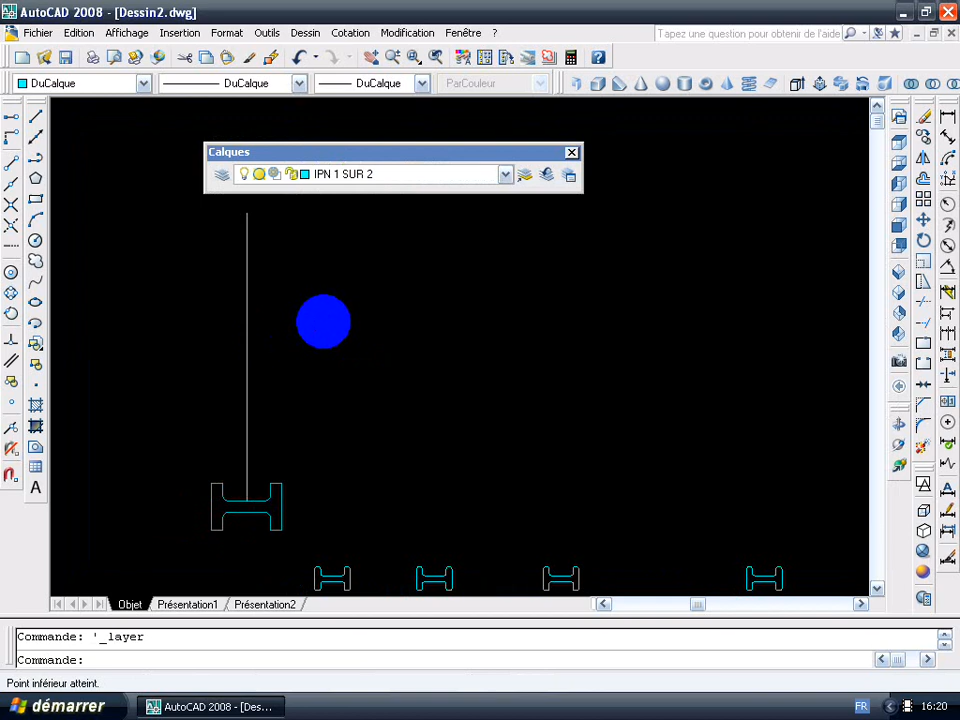 AutoCAD 2008 - [Dessin2.dwg]
Fichier Edition Affichage Insertion Format Outils Dessin Cotation Modification Fenêtre ?
Tapez une question pour obtenir de l'aide
DuCalque DuCalque DuCalque ParCouleur
Calques
IPN 1 SUR 2
A
Objet Présentation1 Présentation2
Commande: '_layer
Commande:
Point inférieur atteint.
démarrer AutoCAD 2008 - [Des... FR 16:20